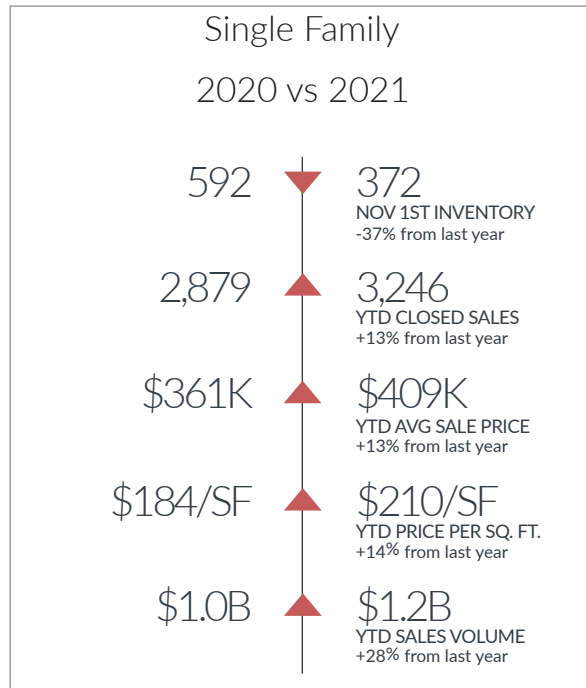 Single Family
2020 vs 2021
592
372
NOV 1ST INVENTORY
-37% from last year
2,879
3,246
YTD CLOSED SALES
+13% from last year
$361K
$409K
YTD AVG SALE PRICE
+13% from last year
$184/SF
$210/SF
YTD PRICE PER SQ. FT.
+14% from last year
$1.0B
$1.2B
YTD SALES VOLUME
+28% from last year